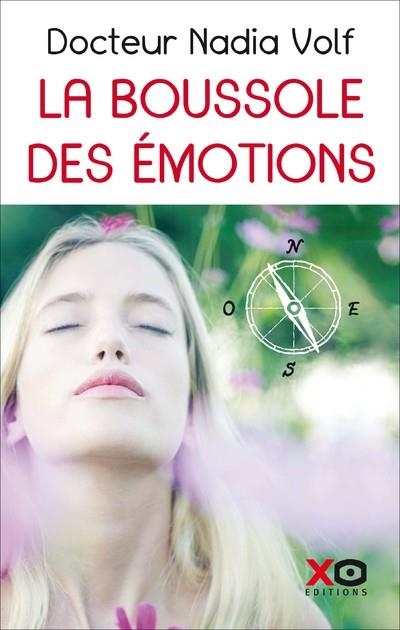 Docteur Nadia Volf
LA BOUSSOLE
DES ÉMOTIONS
N
O E
S
XO
EDITIONS